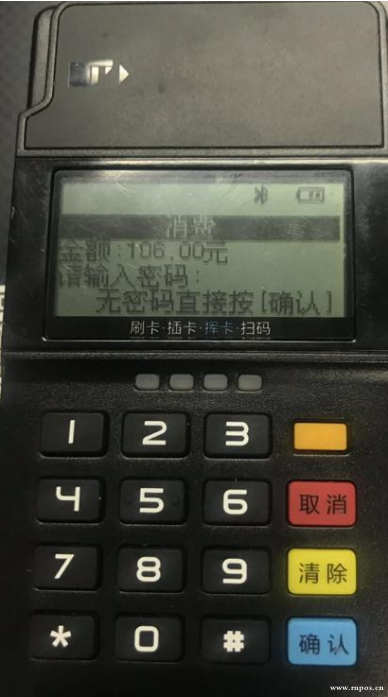 消费
金额:106.00元
请输入密码:
无密码直接按[确认]
刷卡·插卡·挥卡·扫码
1 2 3
4 5 6 取消
7 8 9 清除
* 0 # 确认
www.rnpos.cn